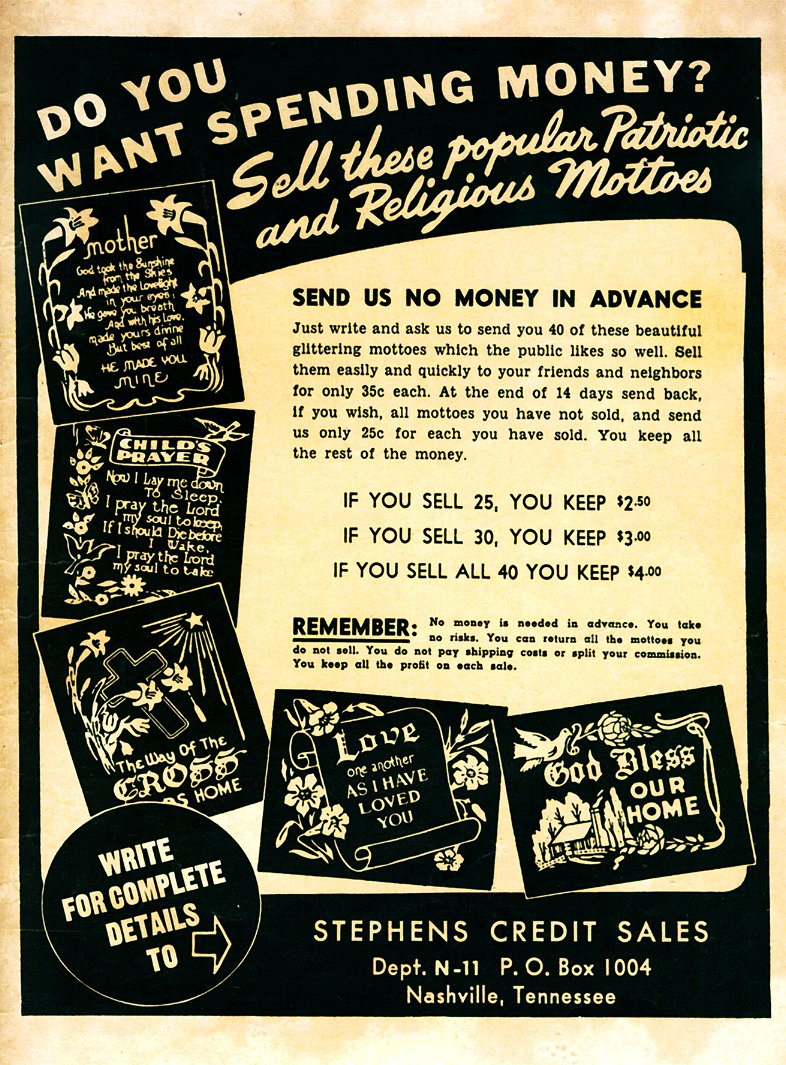 DO YOU
WANT SPENDING MONEY?
Sell these popular Patriotic
and Religious Mottoes
mother
God took the Sunshine
from the Skies
And made the Lovelight
in your eyes;
He gave you breath
And with his Love,
made yours divine
But best of all
HE MADE YOU
MINE
CHILD'S
PRAYER
Now I Lay me down
To Sleep,
I pray the Lord
my soul to keep,
If I should Die before
I Wake,
I pray the Lord
my soul to take
The Way Of The
CROSS
HOME
SEND US NO MONEY IN ADVANCE
Just write and ask us to send you 40 of these beautiful
glittering mottoes which the public likes so well. Sell
them easily and quickly to your friends and neighbors
for only 35c each. At the end of 14 days send back,
if you wish, all mottoes you have not sold, and send
us only 25c for each you have sold. You keep all
the rest of the money.
IF YOU SELL 25, YOU KEEP $2.50
IF YOU SELL 30, YOU KEEP $3.00
IF YOU SELL ALL 40 YOU KEEP $4.00
REMEMBER: No money is needed in advance. You take
no risks. You can return all the mottoes you
do not sell. You do not pay shipping costs or split your commission.
You keep all the profit on each sale.
Love
one another
AS I HAVE
LOVED
YOU
God Bless
OUR
HOME
WRITE
FOR COMPLETE
DETAILS
TO
STEPHENS CREDIT SALES
Dept. N-11 P. O. Box 1004
Nashville, Tennessee